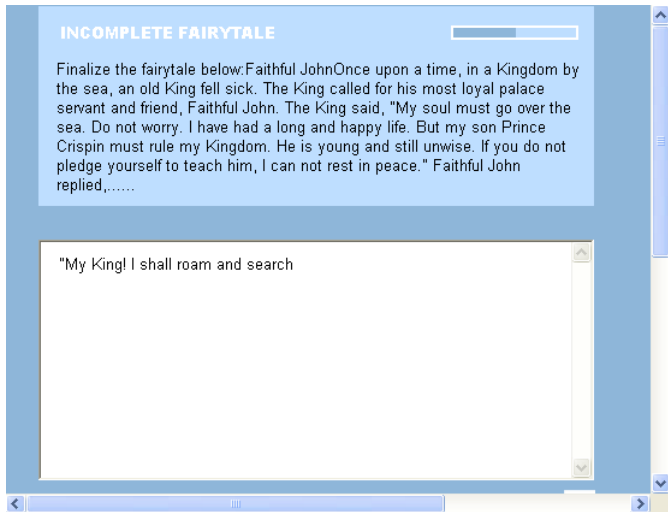 INCOMPLETE FAIRYTALE
Finalize the fairytale below:Faithful JohnOnce upon a time, in a Kingdom by
the sea, an old King fell sick. The King called for his most loyal palace
servant and friend, Faithful John. The King said, "My soul must go over the
sea. Do not worry. I have had a long and happy life. But my son Prince
Crispin must rule my Kingdom. He is young and still unwise. If you do not
pledge yourself to teach him, I can not rest in peace." Faithful John
replied,......
"My King! I shall roam and search